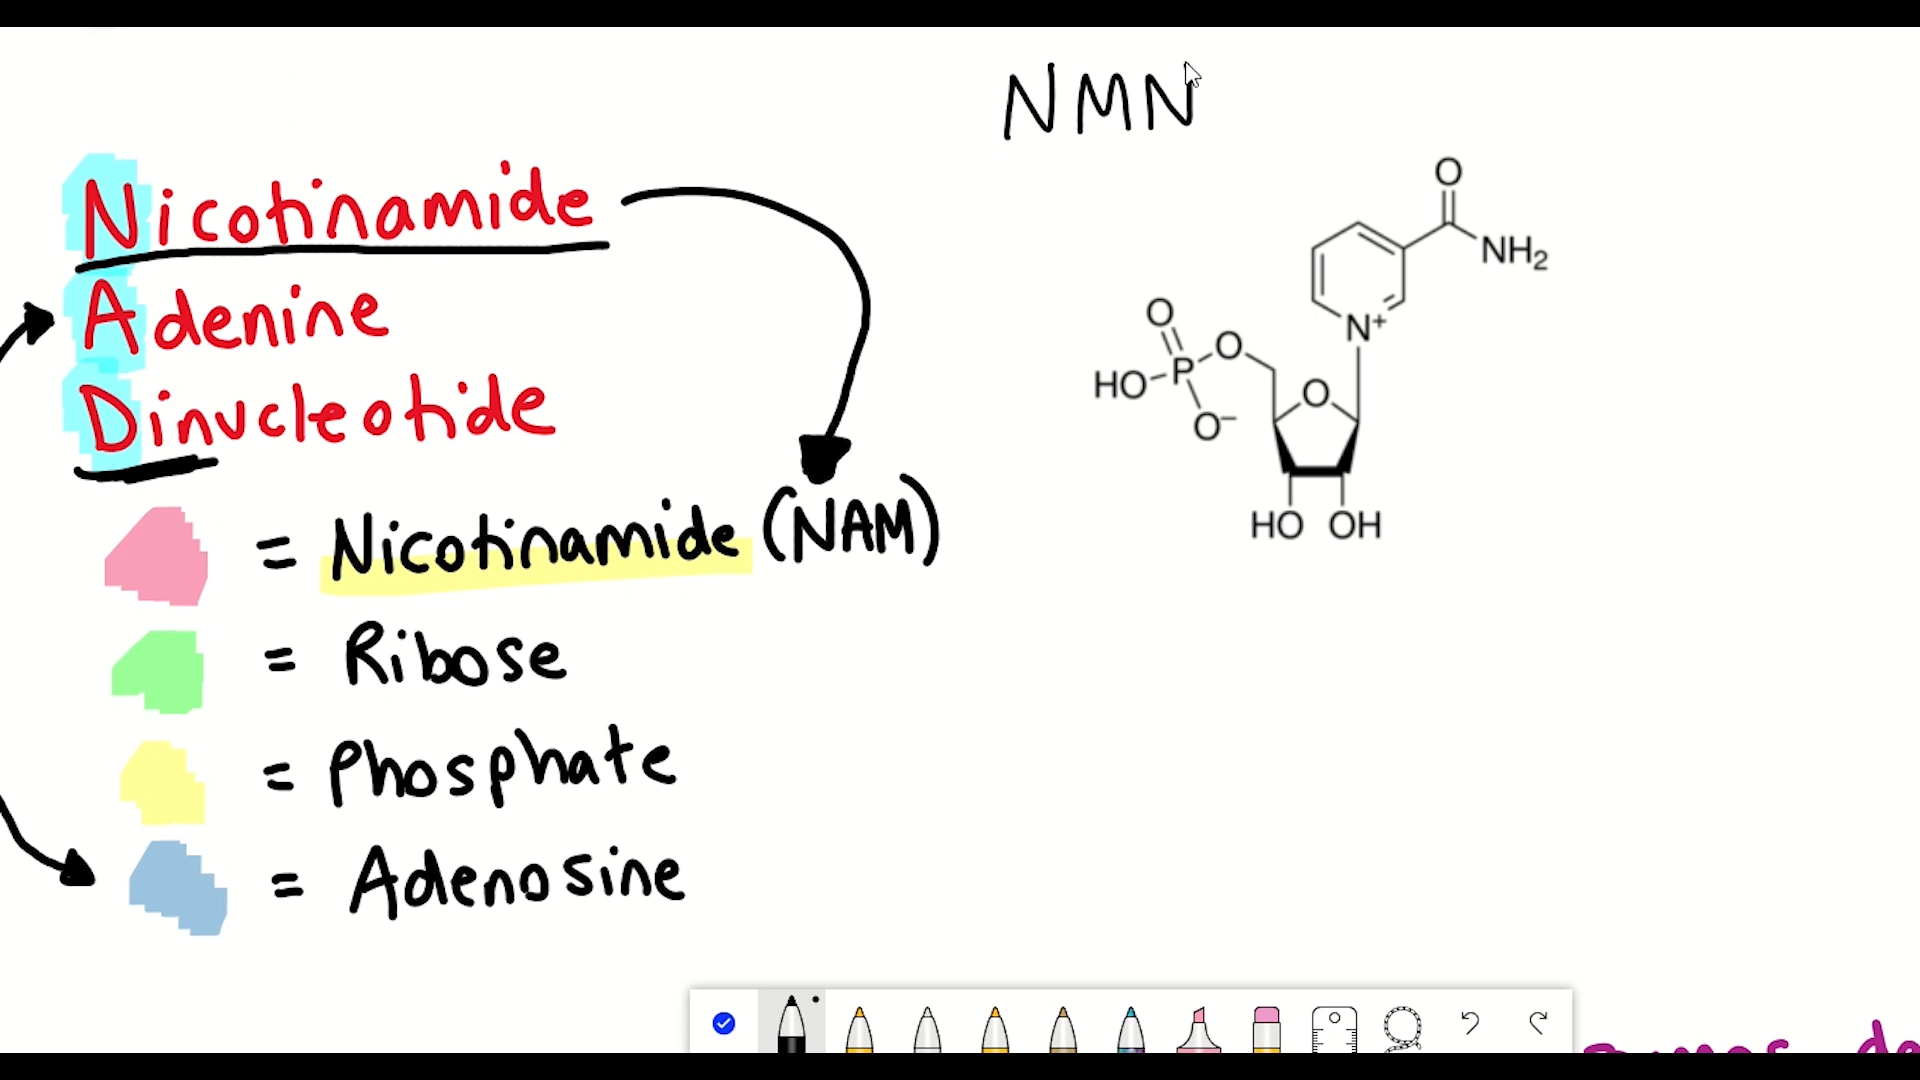 Nicotinamide
Adenine
Dinucleotide
= Nicotinamide (NAM)
= Ribose
= Phosphate
= Adenosine
NMN
O
NH2
N+
O
P
O
HO
O−
O
HO OH